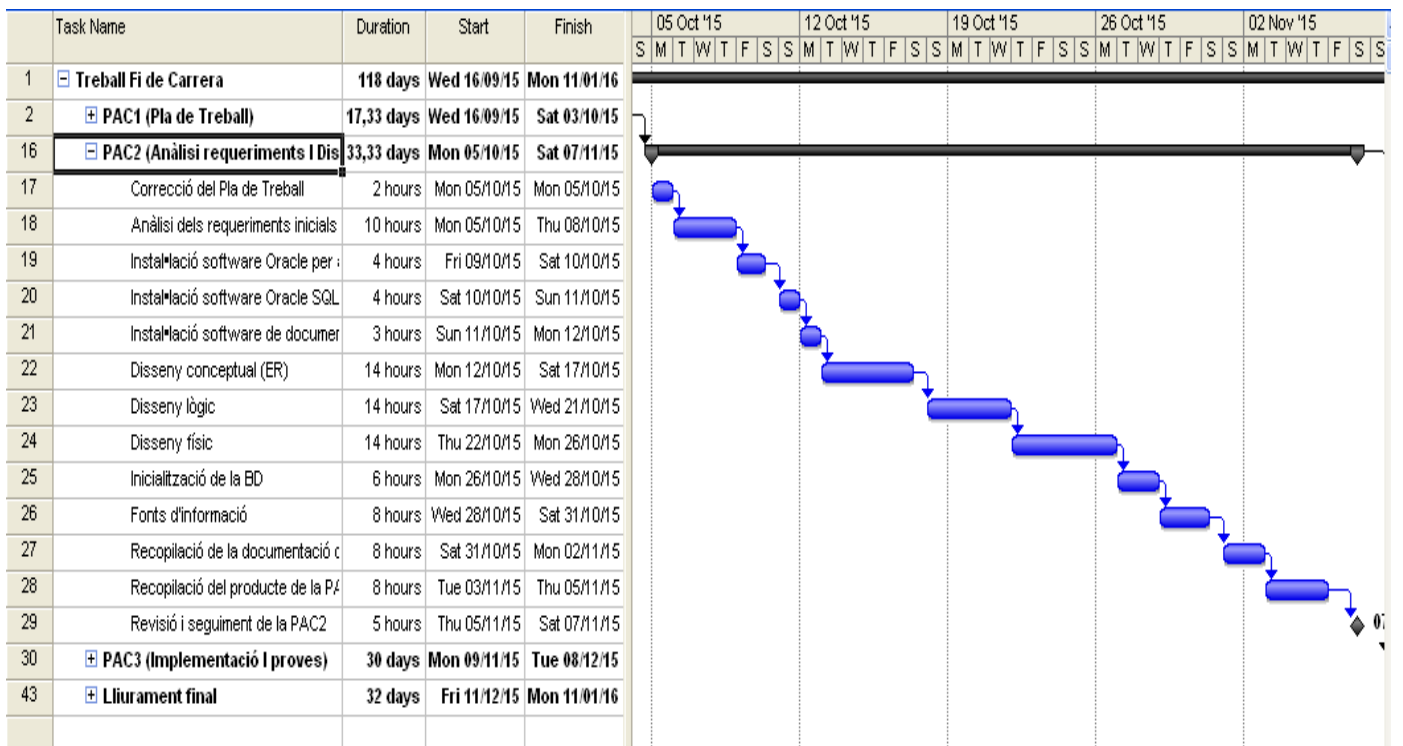 Task Name Duration Start Finish 05 Oct '15 12 Oct '15 19 Oct '15 26 Oct '15 02 Nov '15
S M T W T F S S M T W T F S S M T W T F S S M T W T F S S M T W T F S S
1 Treball Fi de Carrera 118 days Wed 16/09/15 Mon 11/01/16
2 PAC1 (Pla de Treball) 17,33 days Wed 16/09/15 Sat 03/10/15
16 PAC2 (Anàlisi requeriments I Dis 33,33 days Mon 05/10/15 Sat 07/11/15
17 Correcció del Pla de Treball 2 hours Mon 05/10/15 Mon 05/10/15
18 Anàlisi dels requeriments inicials 10 hours Mon 05/10/15 Thu 08/10/15
19 Instal•lació software Oracle per 4 hours Fri 09/10/15 Sat 10/10/15
20 Instal•lació software Oracle SQL 4 hours Sat 10/10/15 Sun 11/10/15
21 Instal•lació software de documer 3 hours Sun 11/10/15 Mon 12/10/15
22 Disseny conceptual (ER) 14 hours Mon 12/10/15 Sat 17/10/15
23 Disseny lògic 14 hours Sat 17/10/15 Wed 21/10/15
24 Disseny físic 14 hours Thu 22/10/15 Mon 26/10/15
25 Inicialització de la BD 6 hours Mon 26/10/15 Wed 28/10/15
26 Fonts d'informació 8 hours Wed 28/10/15 Sat 31/10/15
27 Recopilació de la documentació 8 hours Sat 31/10/15 Mon 02/11/15
28 Recopilació del producte de la PA 8 hours Tue 03/11/15 Thu 05/11/15
29 Revisió i seguiment de la PAC2 5 hours Thu 05/11/15 Sat 07/11/15 07
30 PAC3 (Implementació I proves) 30 days Mon 09/11/15 Tue 08/12/15
43 Lliurament final 32 days Fri 11/12/15 Mon 11/01/16